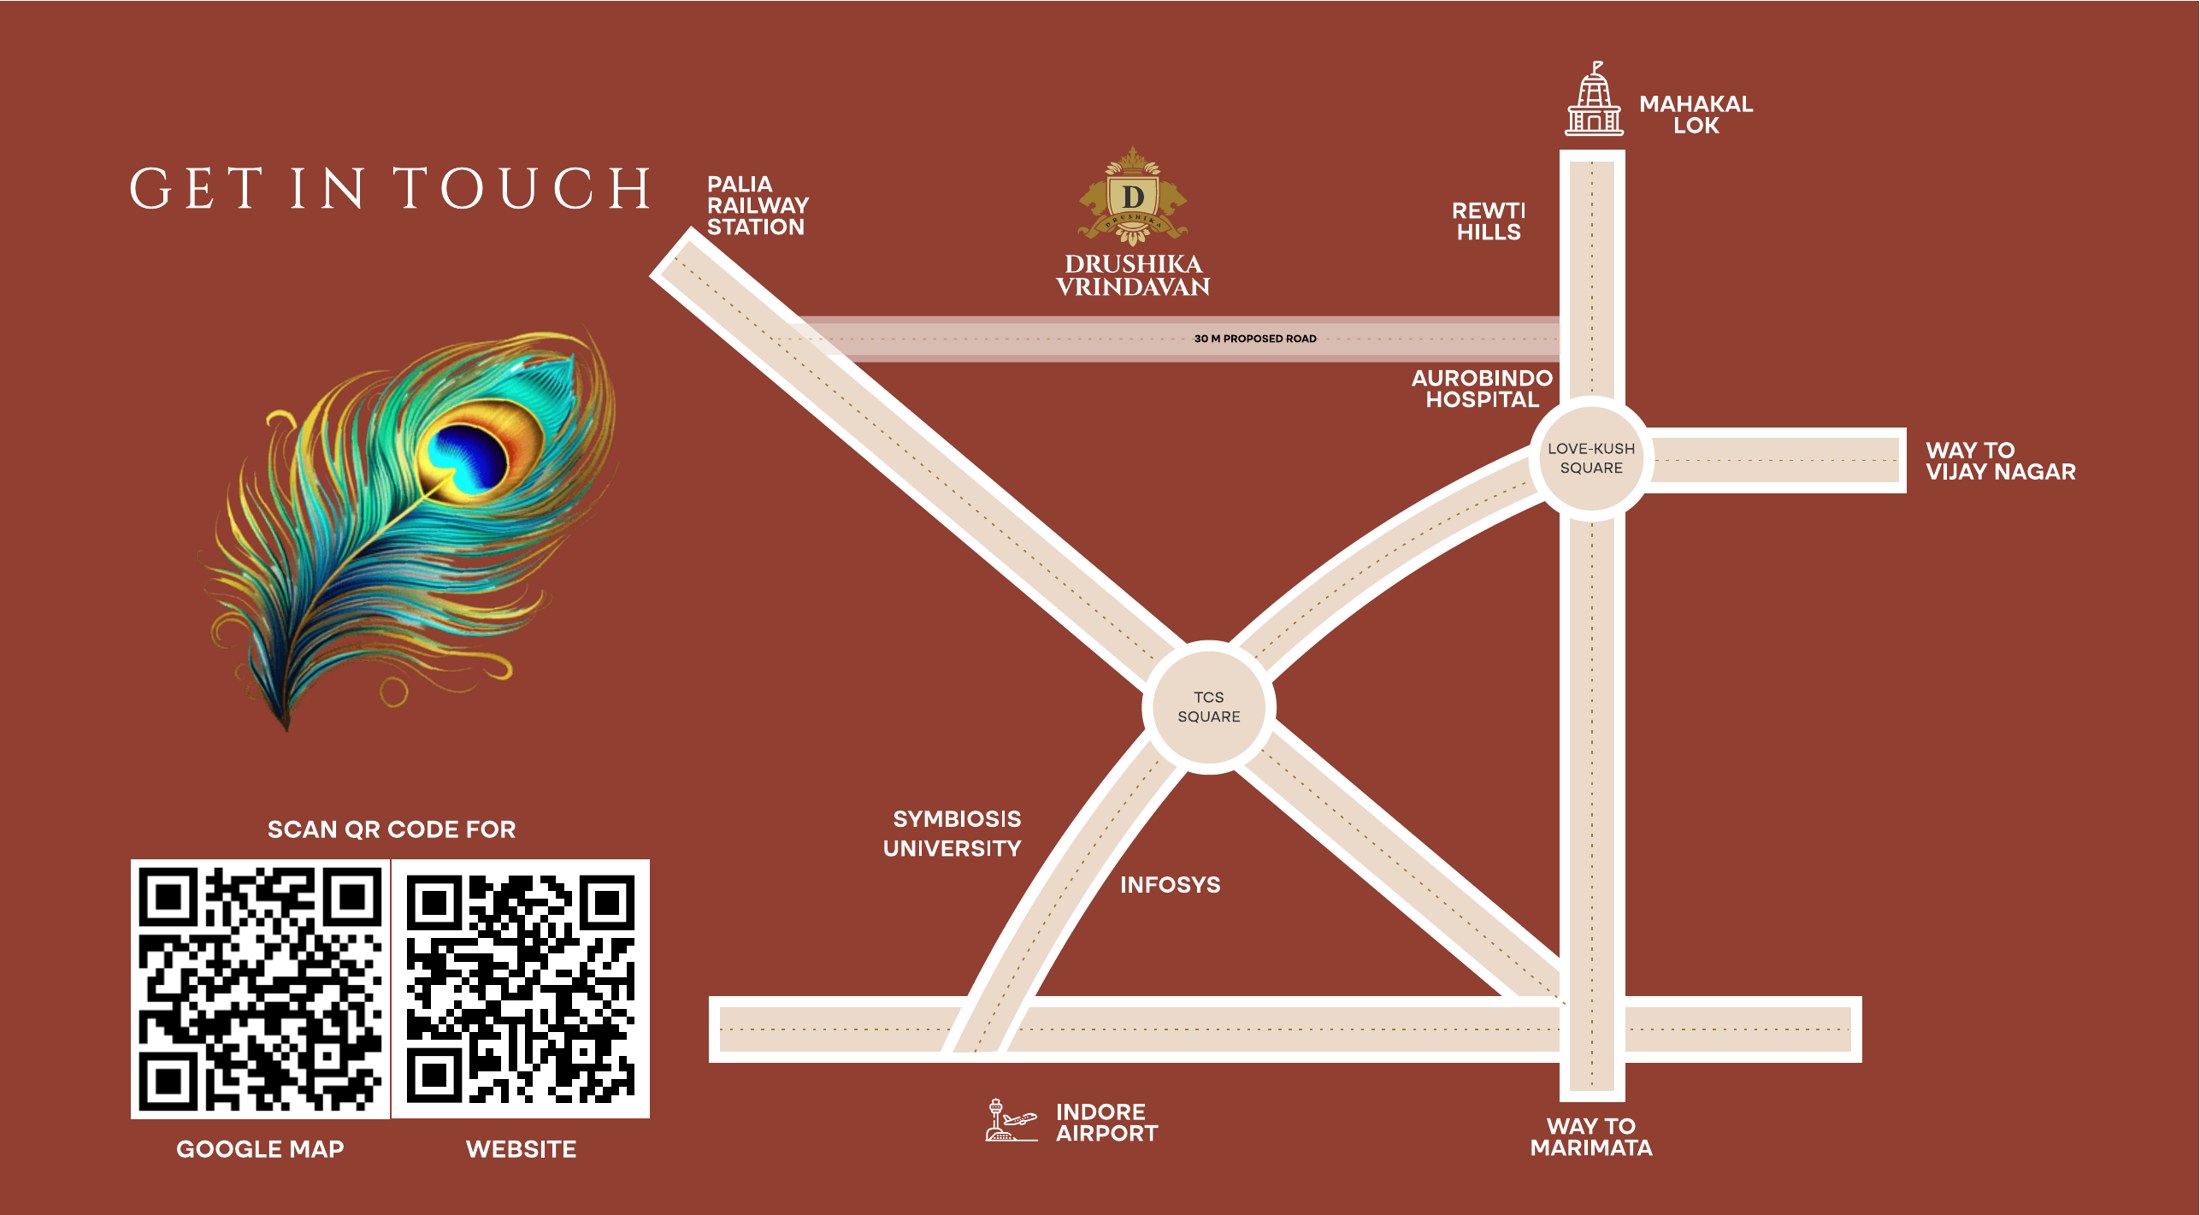 GET IN TOUCH
PALIA
RAILWAY
STATION
D
DRUSHIKA
DRUSHIKA
VRINDAVAN
MAHAKAL
LOK
REWTI
HILLS
30 M PROPOSED ROAD
AUROBINDO
HOSPITAL
LOVE-KUSH
SQUARE
WAY TO
VIJAY NAGAR
TCS
SQUARE
SYMBIOSIS
UNIVERSITY
INFOSYS
SCAN QR CODE FOR
GOOGLE MAP
WEBSITE
INDORE
AIRPORT
WAY TO
MARIMATA